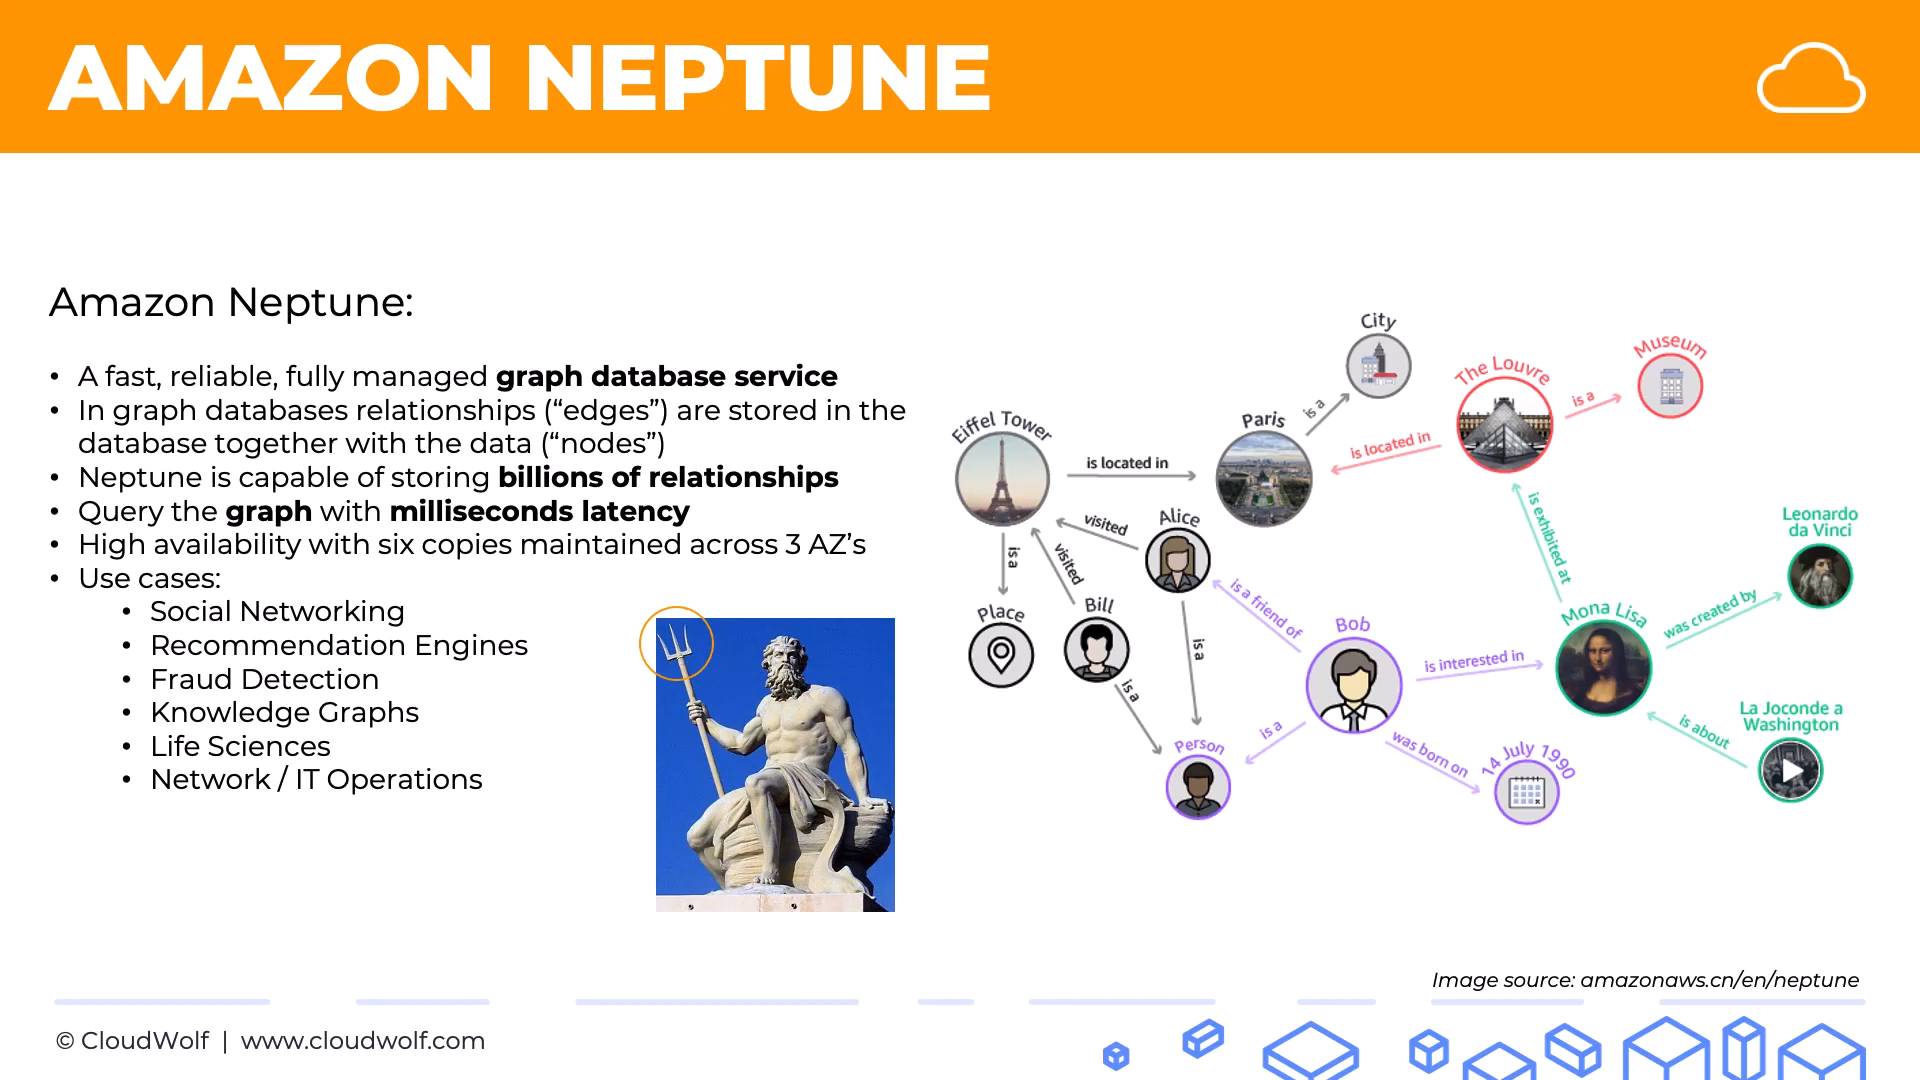 AMAZON NEPTUNE
Amazon Neptune:
• A fast, reliable, fully managed graph database service
• In graph databases relationships (“edges”) are stored in the
database together with the data (“nodes”)
• Neptune is capable of storing billions of relationships
• Query the graph with milliseconds latency
• High availability with six copies maintained across 3 AZ’s
• Use cases:
• Social Networking
• Recommendation Engines
• Fraud Detection
• Knowledge Graphs
• Life Sciences
• Network / IT Operations
City
Museum
The Louvre
is a
is a
Eiffel Tower
Paris
is located in
is located in
visited
Alice
is exhibited at
Leonardo
da Vinci
is a
visited
Place
Bill
is a friend of
Bob
Mona Lisa
was created by
is a
is interested in
is a
La Joconde a
Washington
is about
Person
is a
was born on
14 July 1990
Image source: amazonaws.cn/en/neptune
© CloudWolf | www.cloudwolf.com